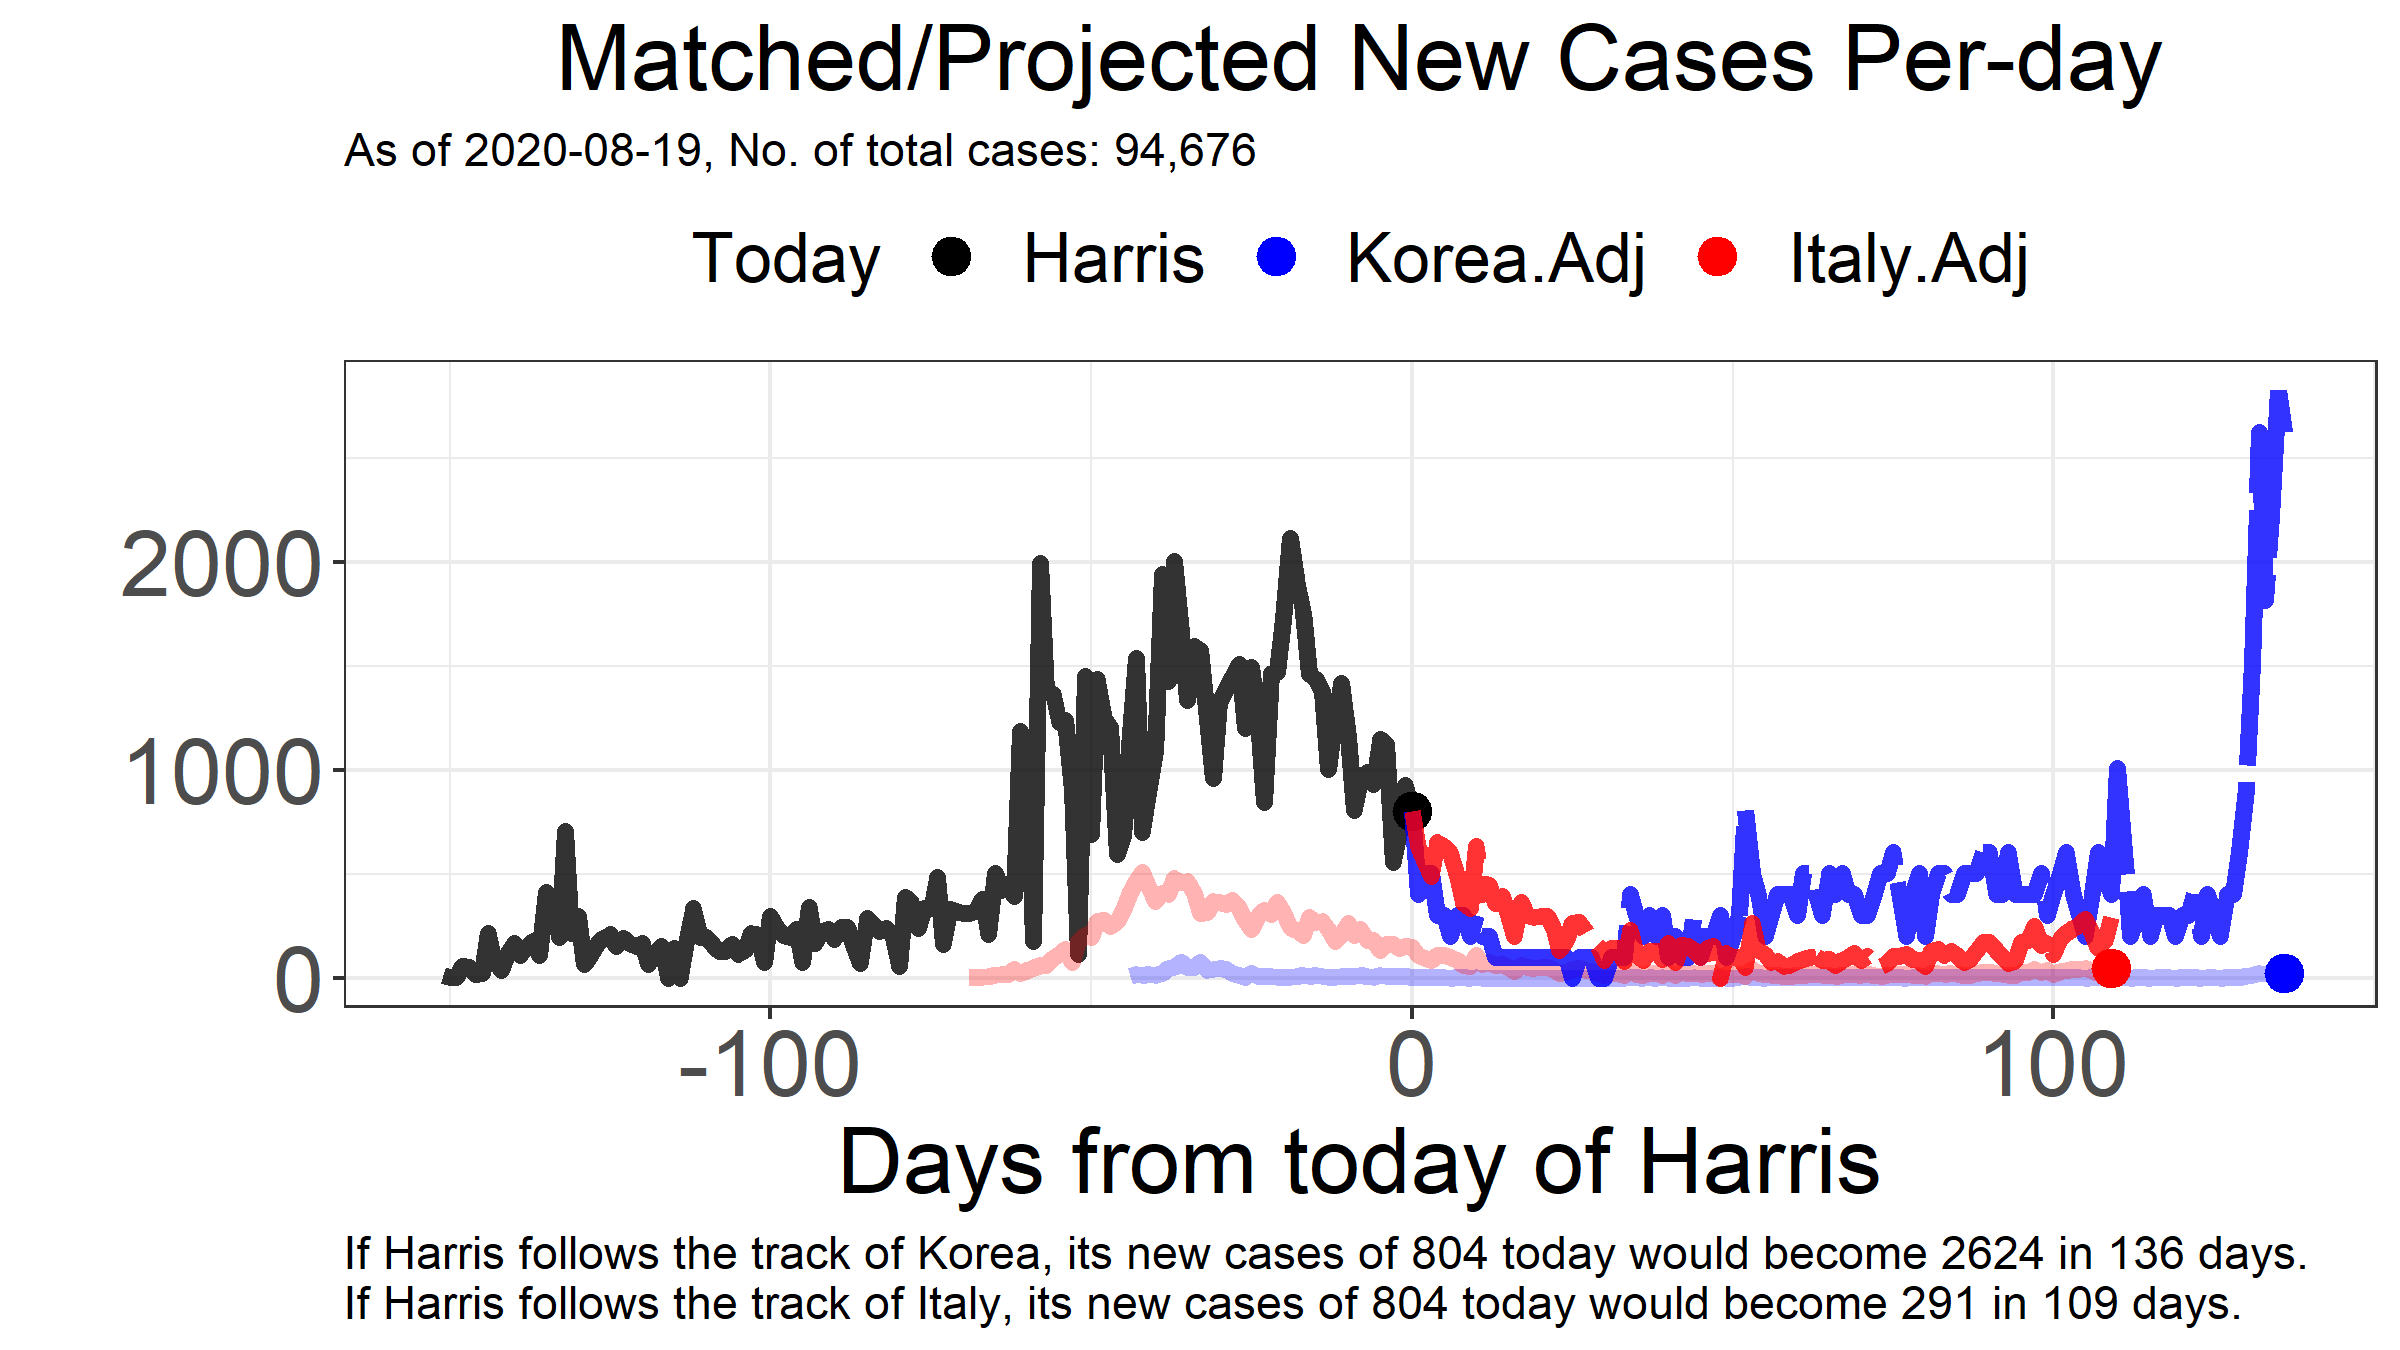 Matched/Projected New Cases Per-day
As of 2020-08-19, No. of total cases: 94,676
Today Harris Korea.Adj Italy.Adj
2000
1000
0
-100 0 100
Days from today of Harris
If Harris follows the track of Korea, its new cases of 804 today would become 2624 in 136 days.
If Harris follows the track of Italy, its new cases of 804 today would become 291 in 109 days.